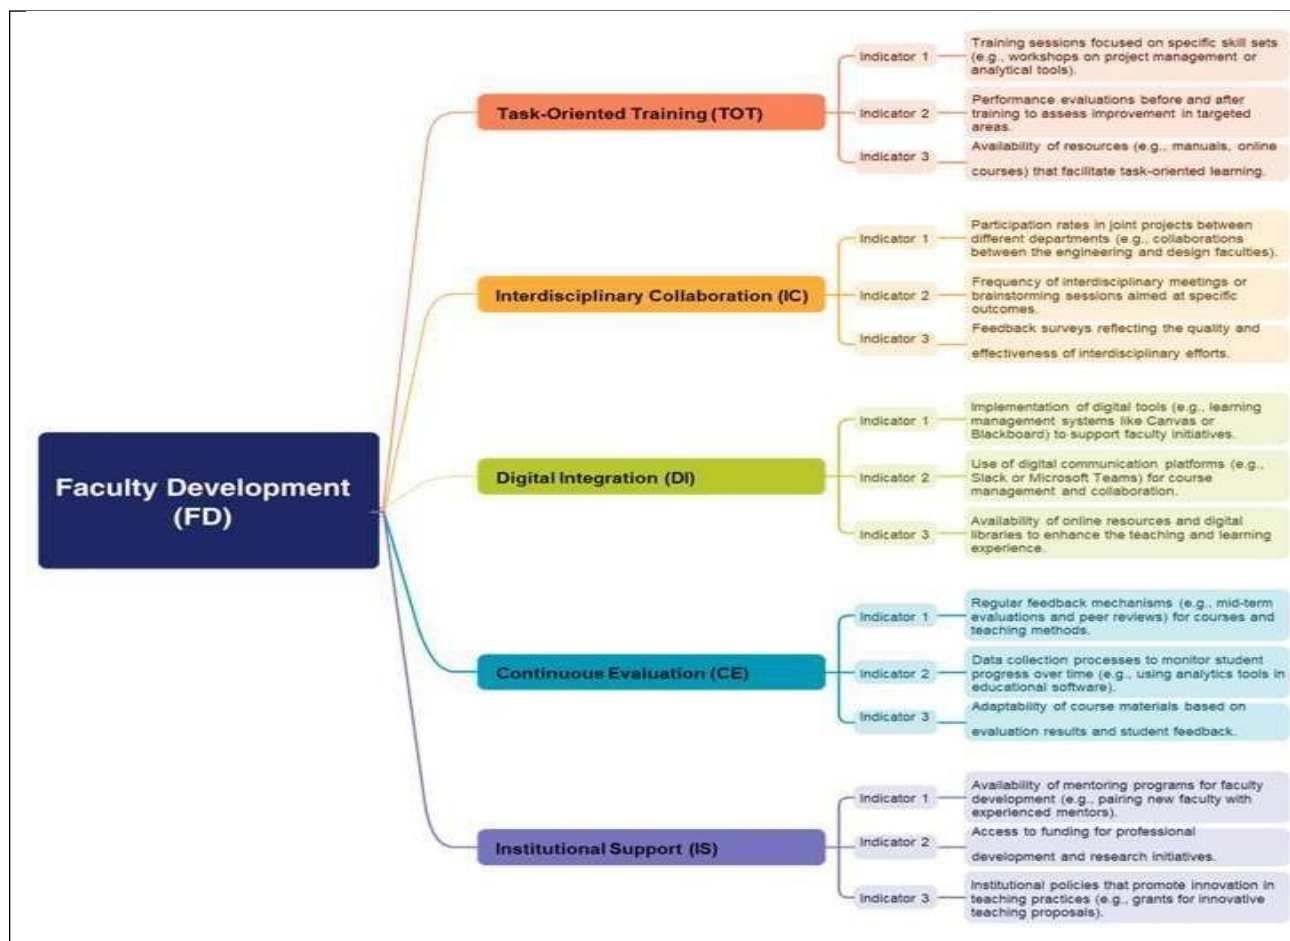 Faculty Development
(FD)
Task-Oriented Training (TOT)
Indicator 1
Training sessions focused on specific skill sets
(e.g., workshops on project management or
analytical tools).
Indicator 2
Performance evaluations before and after
training to assess improvement in targeted
areas.
Indicator 3
Availability of resources (e.g., manuals, online
courses) that facilitate task-oriented learning.
Interdisciplinary Collaboration (IC)
Indicator 1
Participation rates in joint projects between
different departments (e.g., collaborations
between the engineering and design faculties).
Indicator 2
Frequency of interdisciplinary meetings or
brainstorming sessions aimed at specific
outcomes.
Indicator 3
Feedback surveys reflecting the quality and
effectiveness of interdisciplinary efforts.
Digital Integration (DI)
Indicator 1
Implementation of digital tools (e.g., learning
management systems like Canvas or
Blackboard) to support faculty initiatives.
Indicator 2
Use of digital communication platforms (e.g.,
Slack or Microsoft Teams) for course
management and collaboration.
Indicator 3
Availability of online resources and digital
libraries to enhance the teaching and learning
experience.
Continuous Evaluation (CE)
Indicator 1
Regular feedback mechanisms (e.g., mid-term
evaluations and peer reviews) for courses and
teaching methods.
Indicator 2
Data collection processes to monitor student
progress over time (e.g., using analytics tools in
educational software).
Indicator 3
Adaptability of course materials based on
evaluation results and student feedback.
Institutional Support (IS)
Indicator 1
Availability of mentoring programs for faculty
development (e.g., pairing new faculty with
experienced mentors).
Indicator 2
Access to funding for professional
development and research initiatives.
Indicator 3
Institutional policies that promote innovation in
teaching practices (e.g., grants for innovative
teaching proposals).